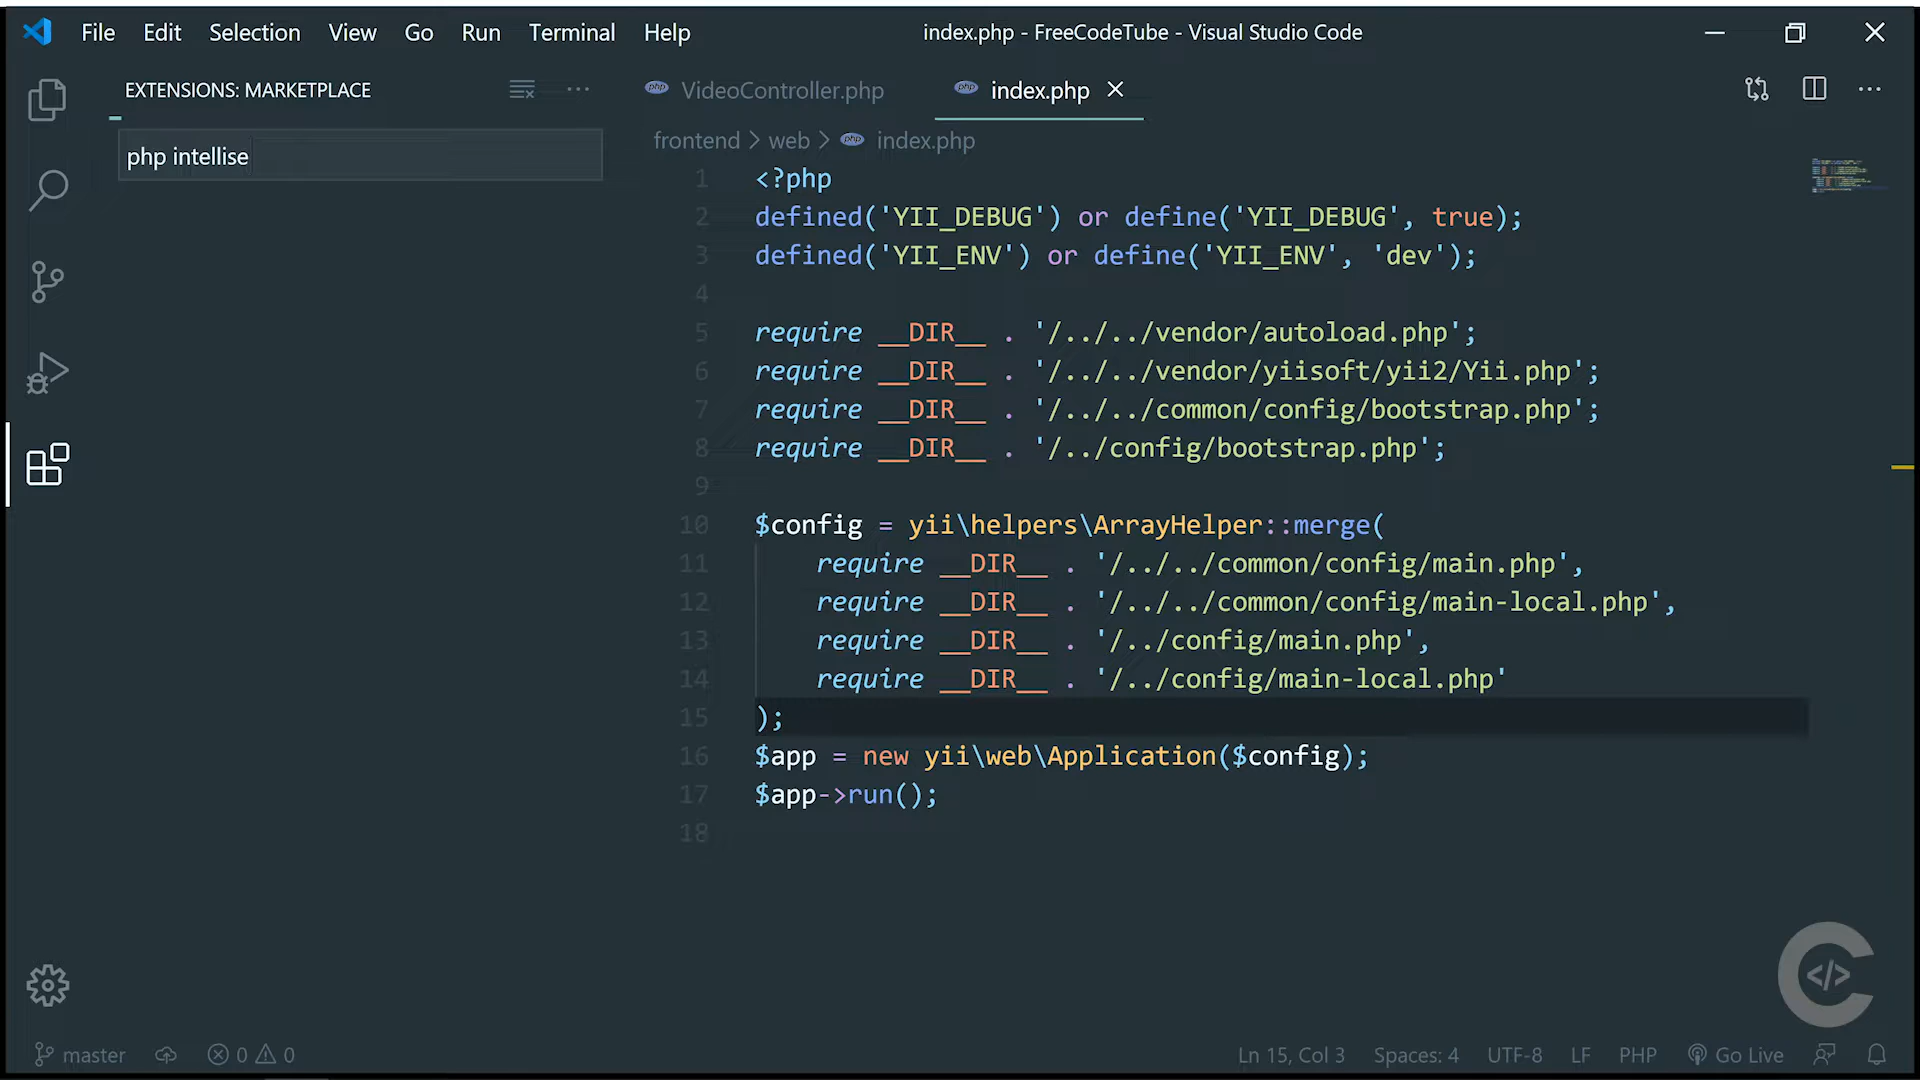 File Edit Selection View Go Run Terminal Help
index.php - FreeCodeTube - Visual Studio Code
EXTENSIONS: MARKETPLACE
php intellise
php VideoController.php
php index.php
frontend > web > php index.php
1 <?php
2 defined('YII_DEBUG') or define('YII_DEBUG', true);
3 defined('YII_ENV') or define('YII_ENV', 'dev');
4
5 require __DIR__ . '/../../vendor/autoload.php';
6 require __DIR__ . '/../../vendor/yiisoft/yii2/Yii.php';
7 require __DIR__ . '/../../common/config/bootstrap.php';
8 require __DIR__ . '/../config/bootstrap.php';
9
10 $config = yii\helpers\ArrayHelper::merge(
11     require __DIR__ . '/../../common/config/main.php',
12     require __DIR__ . '/../../common/config/main-local.php',
13     require __DIR__ . '/../config/main.php',
14     require __DIR__ . '/../config/main-local.php'
15 );
16 $app = new yii\web\Application($config);
17 $app->run();
18
</>
master 0 0 Ln 15, Col 3 Spaces: 4 UTF-8 LF PHP Go Live